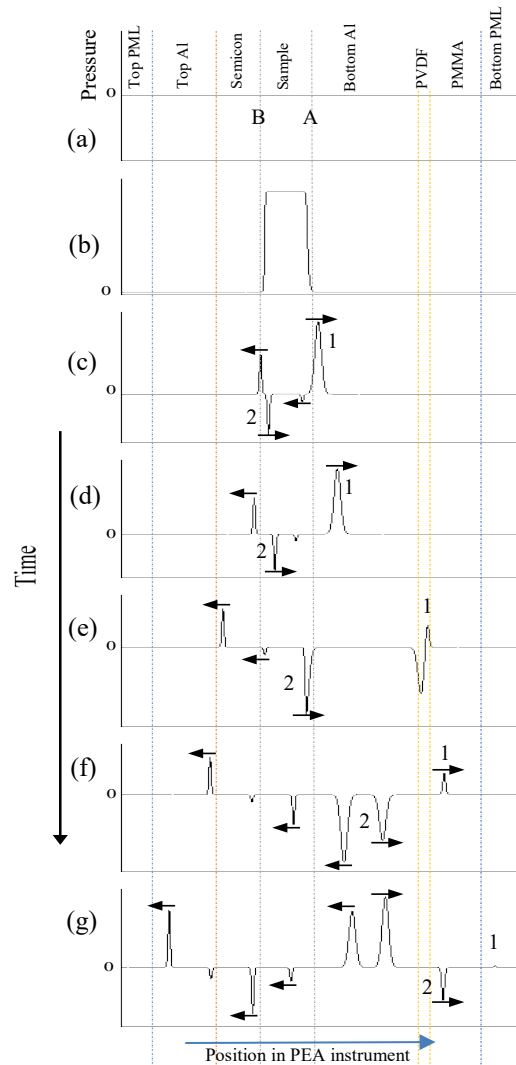 Pressure
Top PML
Top Al
Semicon
Sample
Bottom Al
PVDF
PMMA
Bottom PML
o
B
A
(a)
(b)
o
(c)
1
o
2
(d)
1
o
2
Time
(e)
1
o
2
(f)
1
o
2
(g)
1
o
2
Position in PEA instrument